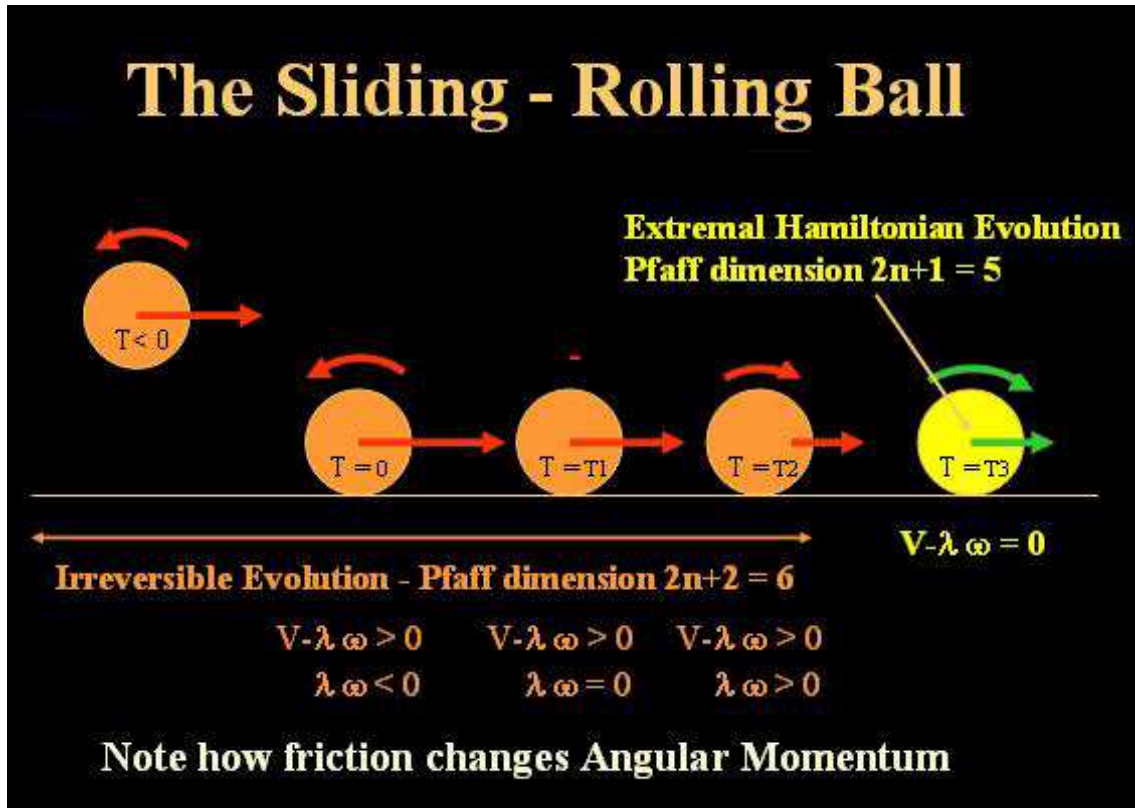 The Sliding - Rolling Ball
Extremal Hamiltonian Evolution
Pfaff dimension 2n+1 = 5
T< 0
T = 0
T = T1
T = T2
T = T3
V-λ ω = 0
Irreversible Evolution - Pfaff dimension 2n+2 = 6
V-λ ω > 0 V-λ ω > 0 V-λ ω > 0
λ ω < 0 λ ω = 0 λ ω > 0
Note how friction changes Angular Momentum